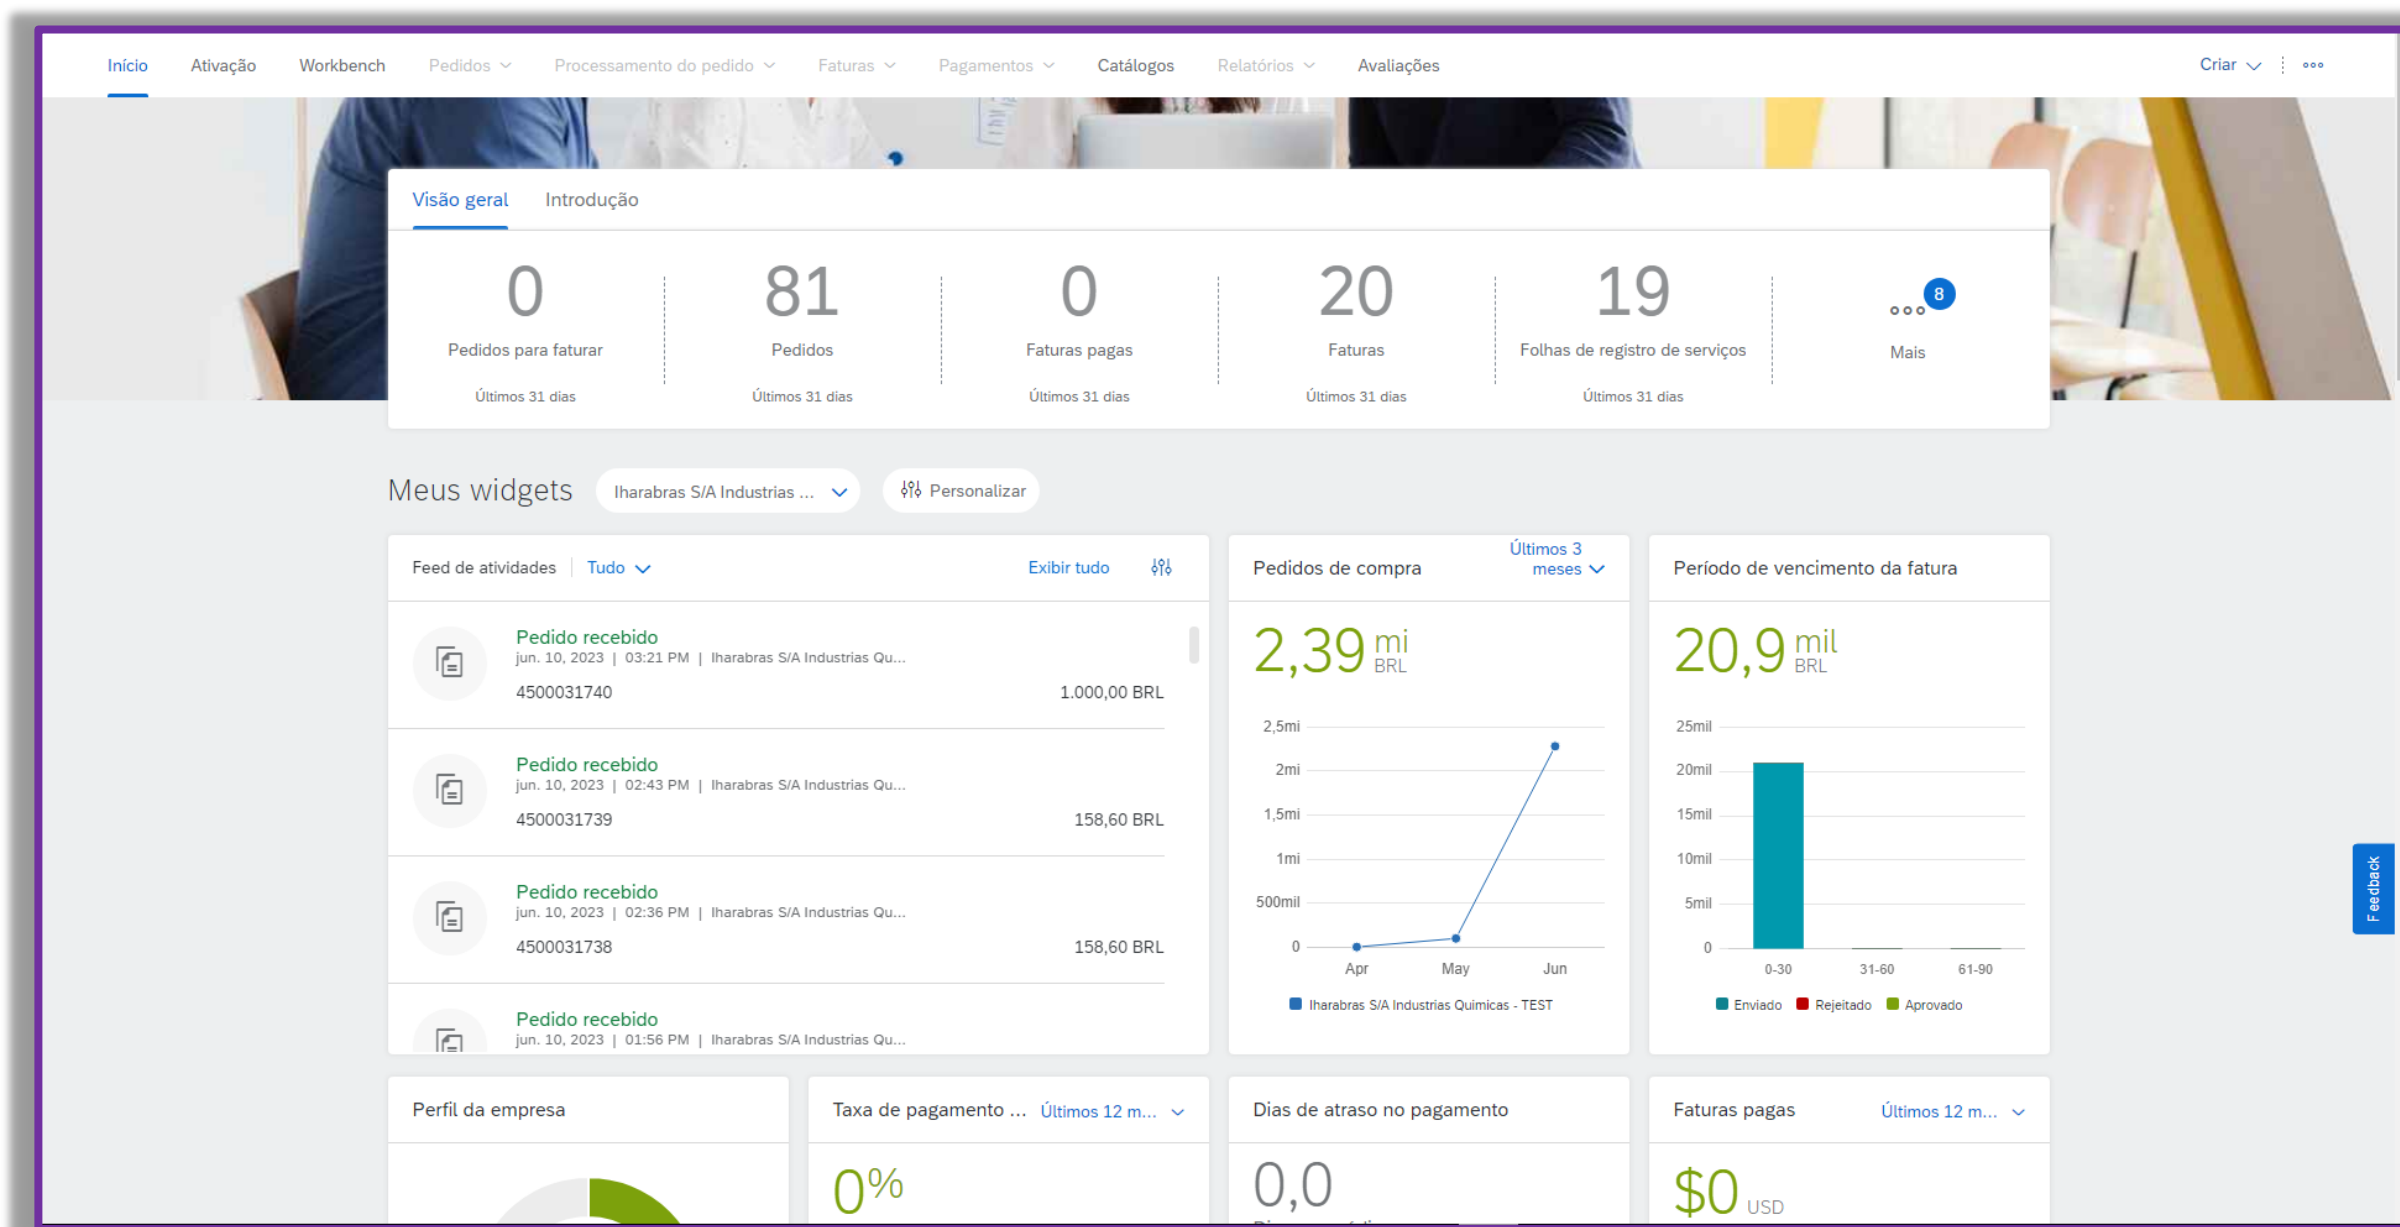 Início Ativação Workbench Pedidos Processamento do pedido Faturas Pagamentos Catálogos Relatórios Avaliações Criar
Visão geral Introdução
0 81 0 20 19 8
Pedidos para faturar Pedidos Faturas pagas Faturas Folhas de registro de serviços Mais
Últimos 31 dias Últimos 31 dias Últimos 31 dias Últimos 31 dias Últimos 31 dias
Meus widgets Iharabras S/A Industrias ... Personalizar
Feed de atividades Tudo Exibir tudo
Pedido recebido
jun. 10, 2023 | 03:21 PM | Iharabras S/A Industrias Qu...
4500031740 1.000,00 BRL
Pedido recebido
jun. 10, 2023 | 02:43 PM | Iharabras S/A Industrias Qu...
4500031739 158,60 BRL
Pedido recebido
jun. 10, 2023 | 02:36 PM | Iharabras S/A Industrias Qu...
4500031738 158,60 BRL
Pedido recebido
jun. 10, 2023 | 01:56 PM | Iharabras S/A Industrias Qu...
Pedidos de compra Últimos 3
meses
2,39 mi
BRL
2,5mi
2mi
1,5mi
1mi
500mil
0
Apr May Jun
Iharabras S/A Industrias Quimicas - TEST
Período de vencimento da fatura
20,9 mil
BRL
25mil
20mil
15mil
10mil
5mil
0
0-30 31-60 61-90
Enviado Rejeitado Aprovado
Feedback
Perfil da empresa
Taxa de pagamento ... Últimos 12 m...
0%
Dias de atraso no pagamento
0,0
Faturas pagas Últimos 12 m...
$0 USD